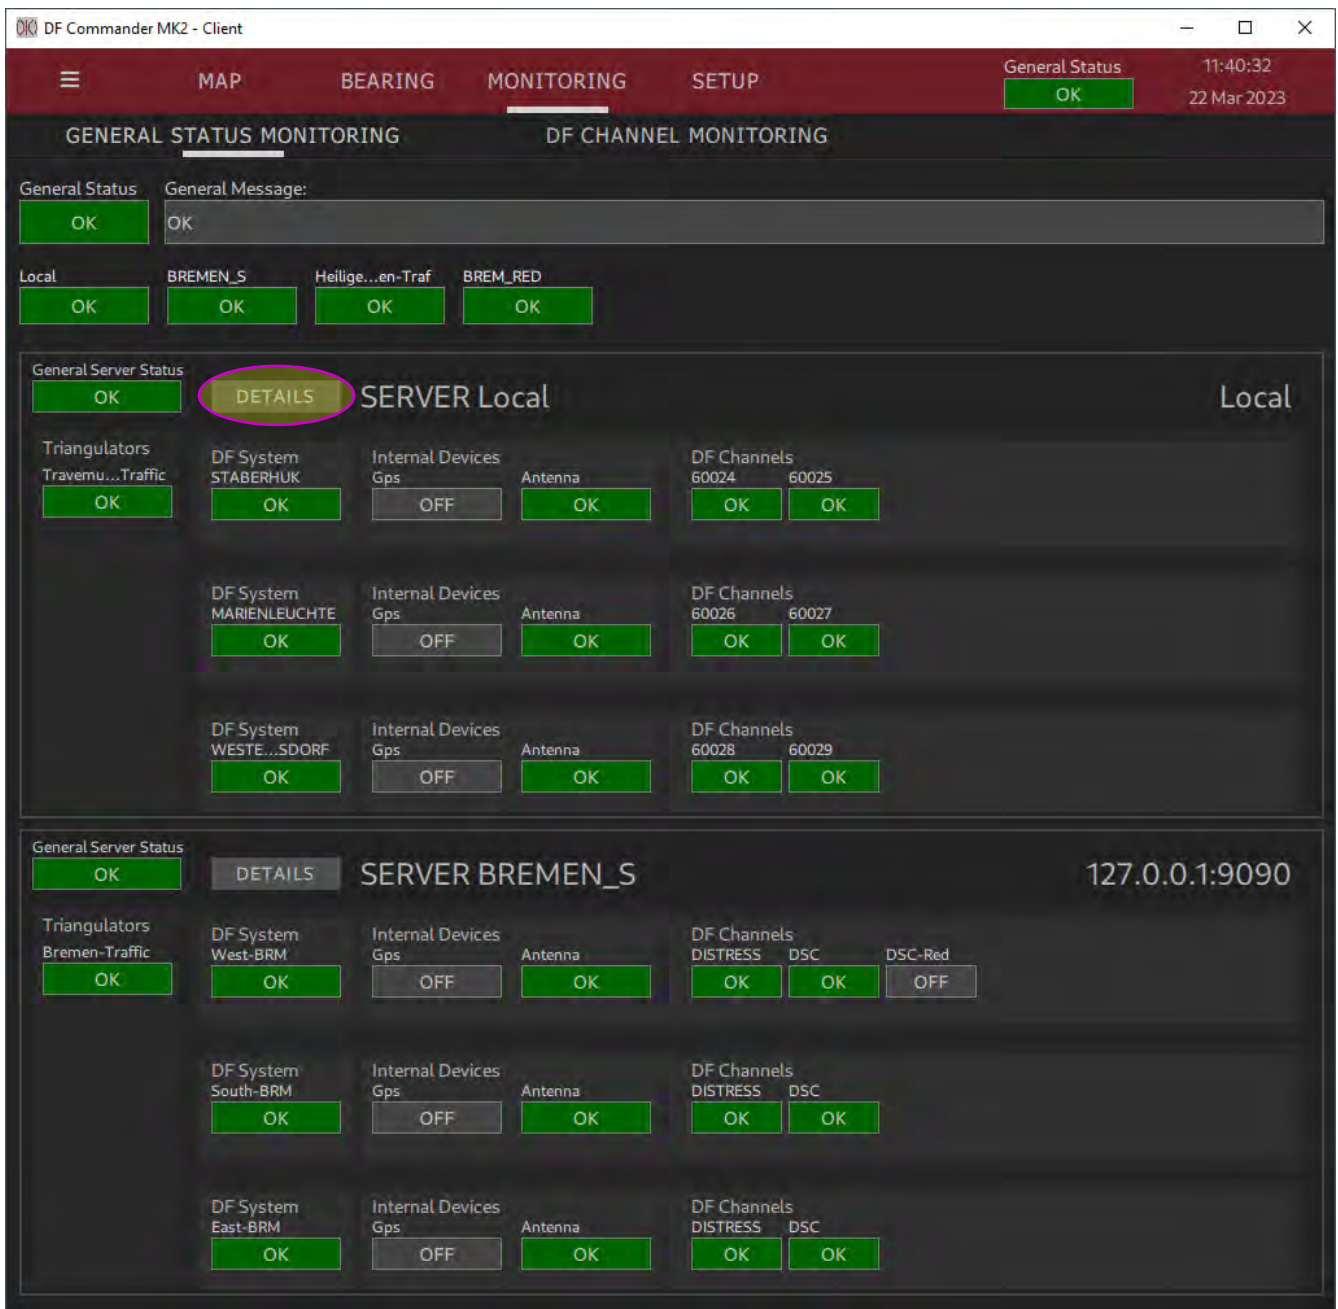 DF Commander MK2 - Client
MAP BEARING MONITORING SETUP General Status OK 11:40:32 22 Mar 2023
GENERAL STATUS MONITORING DF CHANNEL MONITORING
General Status General Message:
OK OK
Local BREMEN_S Heilige...en-Traf BREM_RED
OK OK OK OK
General Server Status
OK DETAILS SERVER Local Local
Triangulators DF System Internal Devices DF Channels
Travemu...Traffic STABERHUK Gps Antenna 60024 60025
OK OK OFF OK OK OK
DF System Internal Devices DF Channels
MARIENLEUCHTE Gps Antenna 60026 60027
OK OFF OK OK OK
DF System Internal Devices DF Channels
WESTE...SDORF Gps Antenna 60028 60029
OK OFF OK OK OK
General Server Status
OK DETAILS SERVER BREMEN_S 127.0.0.1:9090
Triangulators DF System Internal Devices DF Channels
Bremen-Traffic West-BRM Gps Antenna DISTRESS DSC DSC-Red
OK OK OFF OK OK OK OFF
DF System Internal Devices DF Channels
South-BRM Gps Antenna DISTRESS DSC
OK OFF OK OK OK
DF System Internal Devices DF Channels
East-BRM Gps Antenna DISTRESS DSC
OK OFF OK OK OK